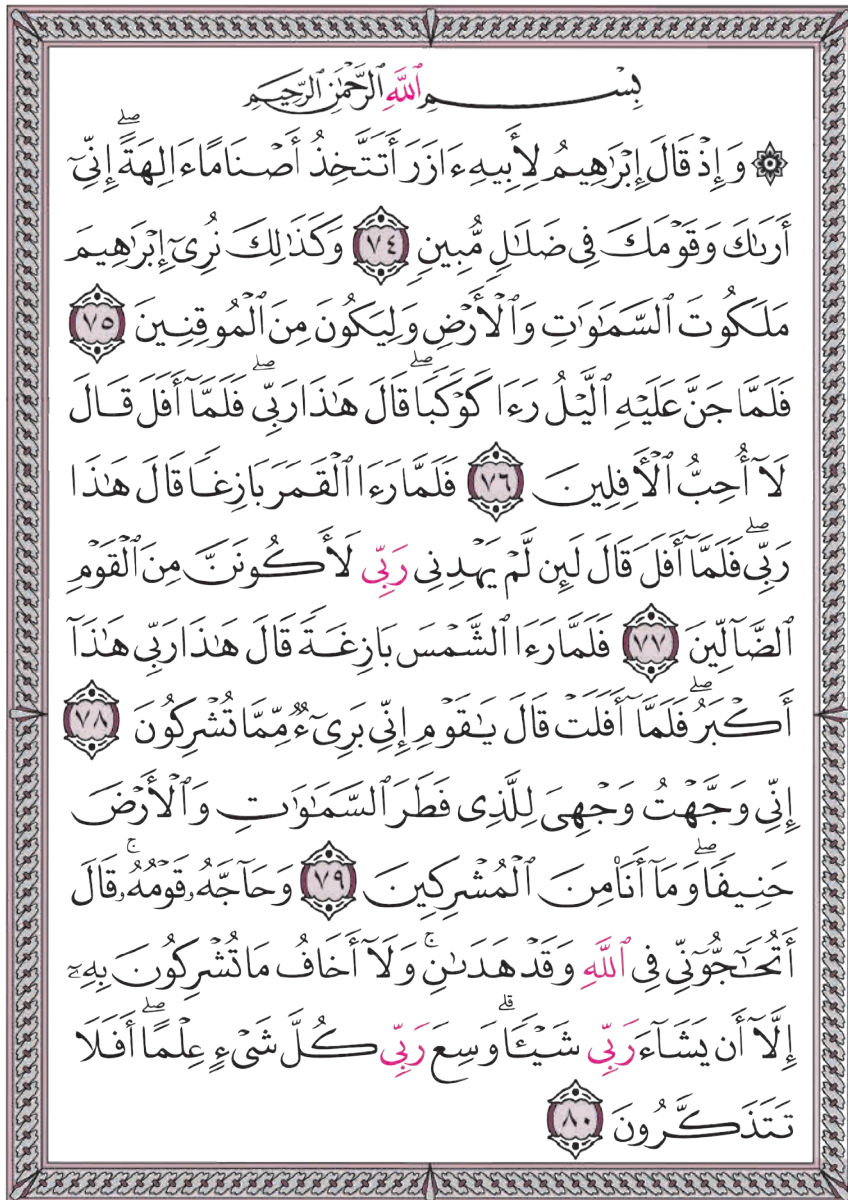 بِسْمِ ٱللَّهِ ٱلرَّحْمَٰنِ ٱلرَّحِيمِ
۞ وَإِذْ قَالَ إِبْرَٰهِيمُ لِأَبِيهِ ءَازَرَ أَتَتَّخِذُ أَصْنَامًا ءَالِهَةً ۖ إِنِّىٓ
أَرَىٰكَ وَقَوْمَكَ فِى ضَلَٰلٍ مُّبِينٍ ٧٤ وَكَذَٰلِكَ نُرِىٓ إِبْرَٰهِيمَ
مَلَكُوتَ ٱلسَّمَٰوَٰتِ وَٱلْأَرْضِ وَلِيَكُونَ مِنَ ٱلْمُوقِنِينَ ٧٥
فَلَمَّا جَنَّ عَلَيْهِ ٱلَّيْلُ رَءَا كَوْكَبًا ۖ قَالَ هَٰذَا رَبِّى ۖ فَلَمَّآ أَفَلَ قَالَ
لَآ أُحِبُّ ٱلْأَفِلِينَ ٧٦ فَلَمَّا رَءَا ٱلْقَمَرَ بَازِغًا قَالَ هَٰذَا
رَبِّى ۖ فَلَمَّآ أَفَلَ قَالَ لَئِن لَّمْ يَهْدِنِى رَبِّى لَأَكُونَنَّ مِنَ ٱلْقَوْمِ
ٱلضَّآلِّينَ ٧٧ فَلَمَّا رَءَا ٱلشَّمْسَ بَازِغَةً قَالَ هَٰذَا رَبِّى هَٰذَآ
أَكْبَرُ ۖ فَلَمَّآ أَفَلَتْ قَالَ يَٰقَوْمِ إِنِّى بَرِىٓءٌ مِّمَّا تُشْرِكُونَ ٧٨
إِنِّى وَجَّهْتُ وَجْهِىَ لِلَّذِى فَطَرَ ٱلسَّمَٰوَٰتِ وَٱلْأَرْضَ
حَنِيفًا ۖ وَمَآ أَنَا۠ مِنَ ٱلْمُشْرِكِينَ ٧٩ وَحَآجَّهُۥ قَوْمُهُۥ ۚ قَالَ
أَتُحَٰٓجُّوٓنِّى فِى ٱللَّهِ وَقَدْ هَدَىٰنِ ۚ وَلَآ أَخَافُ مَا تُشْرِكُونَ بِهِۦٓ
إِلَّآ أَن يَشَآءَ رَبِّى شَيْـًٔا ۗ وَسِعَ رَبِّى كُلَّ شَىْءٍ عِلْمًا ۖ أَفَلَا
تَتَذَكَّرُونَ ٨٠